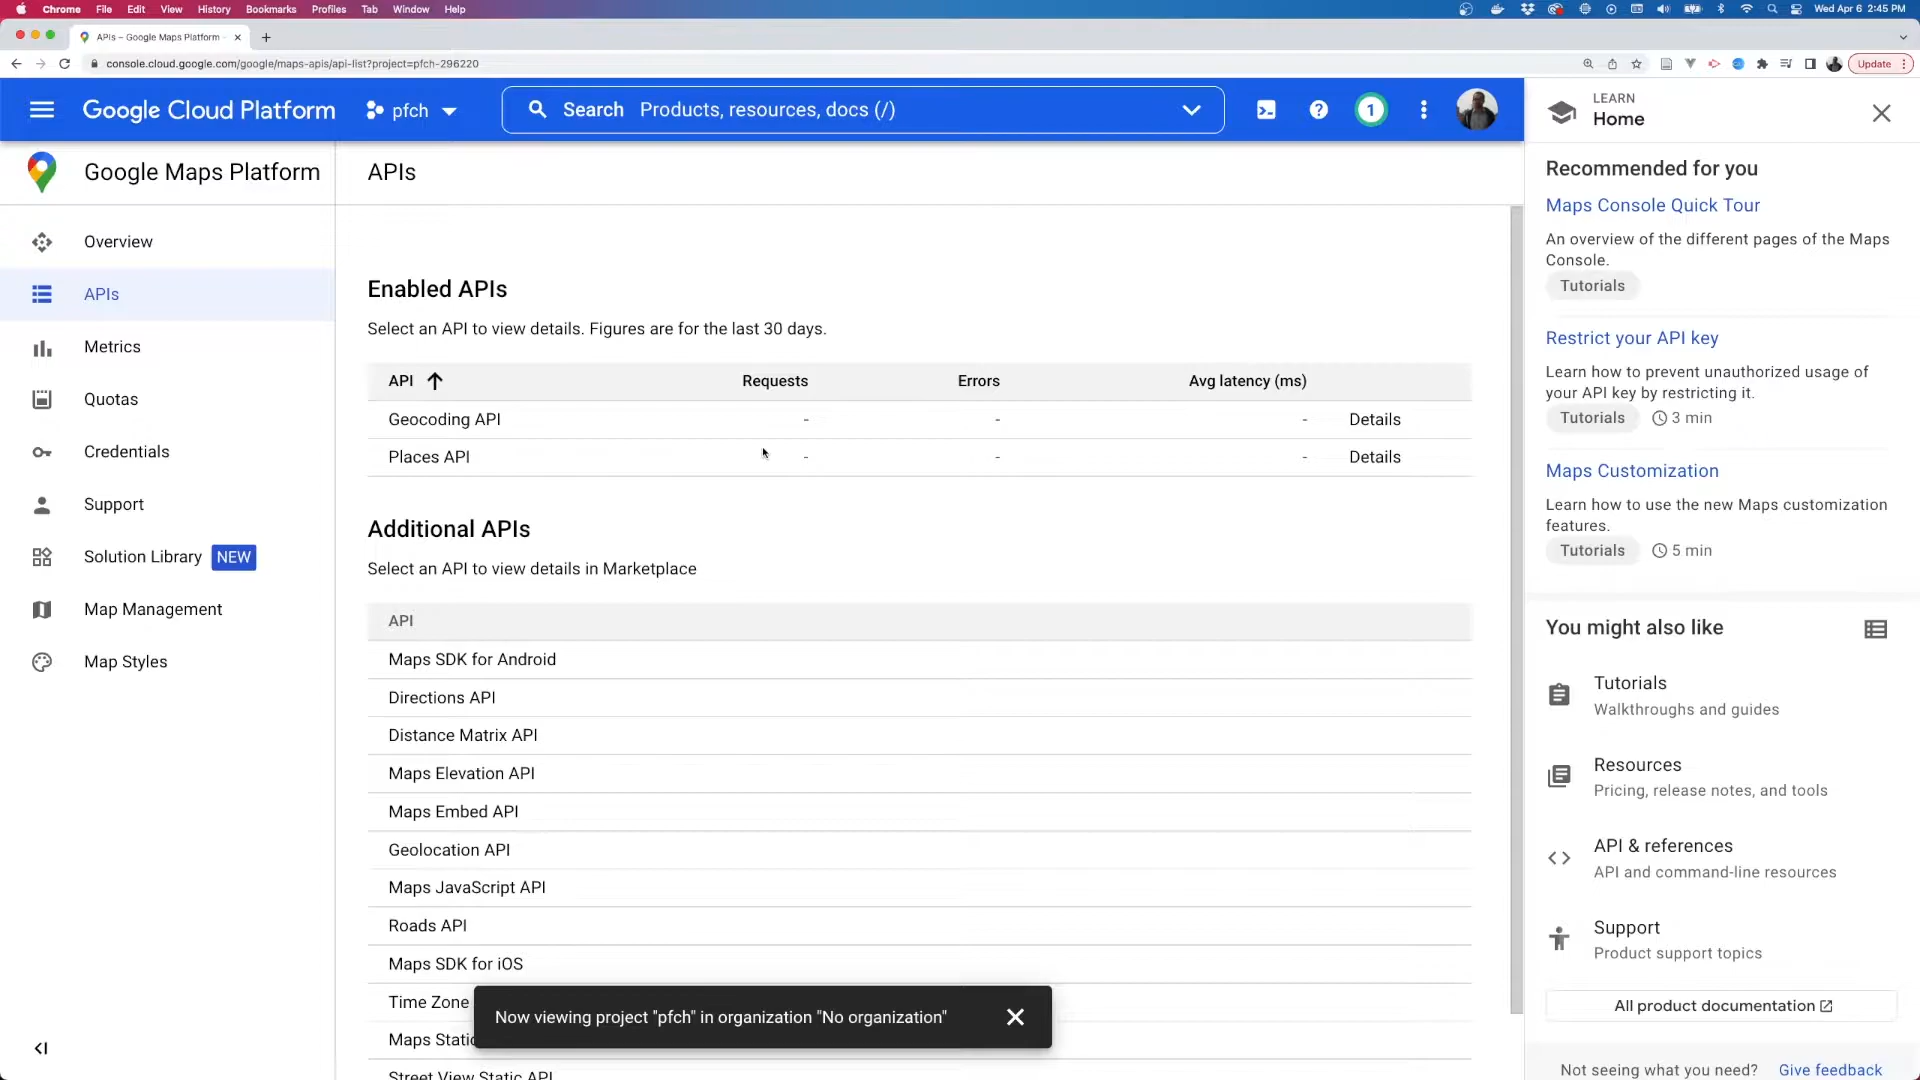 Chrome File Edit View History Bookmarks Profiles Tab Window Help
Wed Apr 6 2:45 PM
APIs – Google Maps Platform
console.cloud.google.com/google/maps-apis/api-list?project=pfch-296220
Update
Google Cloud Platform
pfch
Search Products, resources, docs (/)
1
LEARN
Home
Google Maps Platform
APIs
Overview
APIs
Metrics
Quotas
Credentials
Support
Solution Library NEW
Map Management
Map Styles
Enabled APIs
Select an API to view details. Figures are for the last 30 days.
API Requests Errors Avg latency (ms)
Geocoding API - - - Details
Places API - - - Details
Additional APIs
Select an API to view details in Marketplace
API
Maps SDK for Android
Directions API
Distance Matrix API
Maps Elevation API
Maps Embed API
Geolocation API
Maps JavaScript API
Roads API
Maps SDK for iOS
Time Zone
Maps Static
Street View Static API
Now viewing project "pfch" in organization "No organization"
Recommended for you
Maps Console Quick Tour
An overview of the different pages of the Maps
Console.
Tutorials
Restrict your API key
Learn how to prevent unauthorized usage of
your API key by restricting it.
Tutorials 3 min
Maps Customization
Learn how to use the new Maps customization
features.
Tutorials 5 min
You might also like
Tutorials
Walkthroughs and guides
Resources
Pricing, release notes, and tools
API & references
API and command-line resources
Support
Product support topics
All product documentation
Not seeing what you need? Give feedback